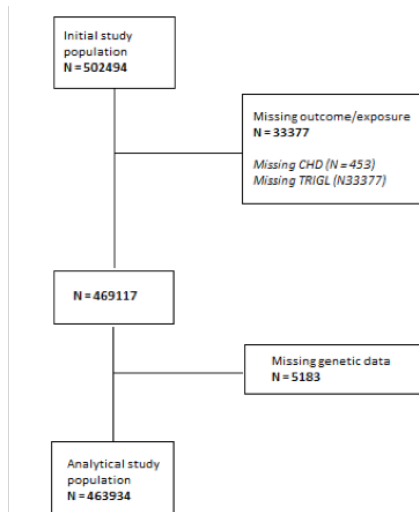 Initial study
population
N = 502494
Missing outcome/exposure
N = 33377
Missing CHD (N = 453)
Missing TRIGL (N33377)
N = 469117
Missing genetic data
N = 5183
Analytical study
population
N = 463934